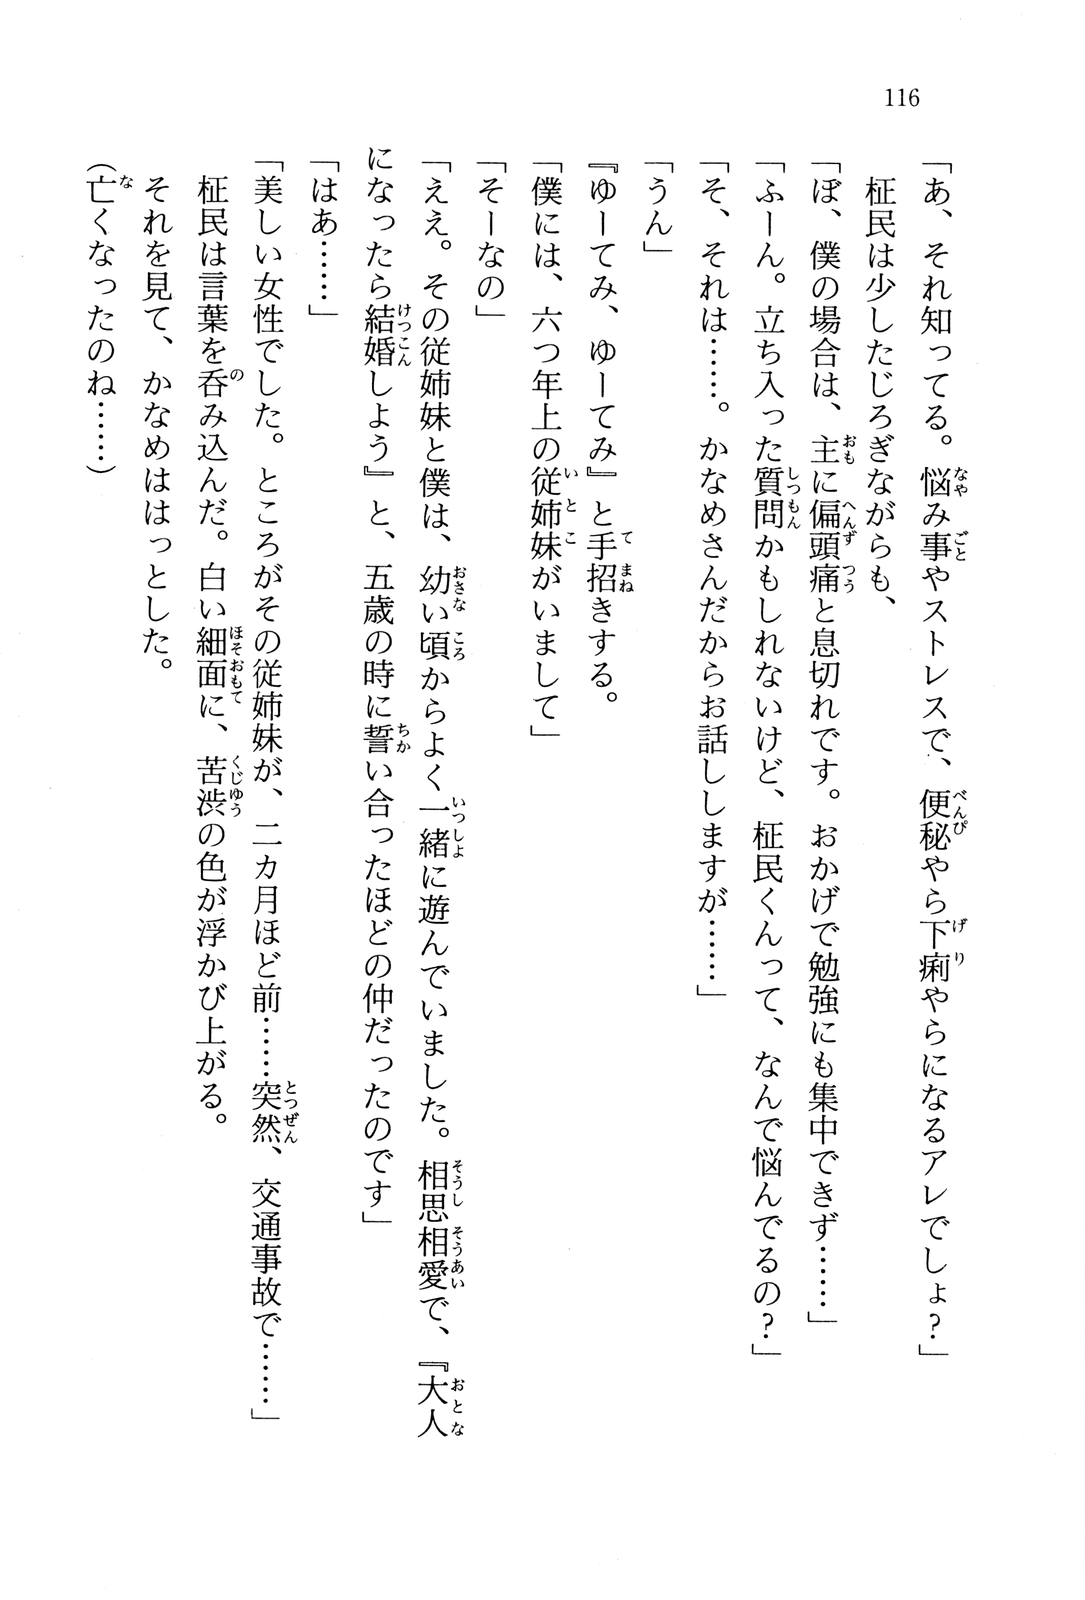 116
「あ、それ知ってる。悩み事やストレスで、便秘やら下痢やらになるアレでしょ？」
柾民は少したじろぎながらも、
「ぼ、僕の場合は、主に偏頭痛と息切れです。おかげで勉強にも集中できず……」
「ふーん。立ち入った質問かもしれないけど、柾民くんって、なんで悩んでるの？」
「そ、それは……。かなめさんだからお話ししますが……」
「うん」
『ゆーてみ、ゆーてみ』と手招きする。
「僕には、六つ年上の従姉妹がいまして」
「そーなの」
「ええ。その従姉妹と僕は、幼い頃からよく一緒に遊んでいました。相思相愛で、『大人
になったら結婚しよう』と、五歳の時に誓い合ったほどの仲だったのです」
「はあ……」
「美しい女性でした。ところがその従姉妹が、二カ月ほど前……突然、交通事故で……」
柾民は言葉を呑み込んだ。白い細面に、苦渋の色が浮かび上がる。
それを見て、かなめははっとした。
（亡くなったのね……）